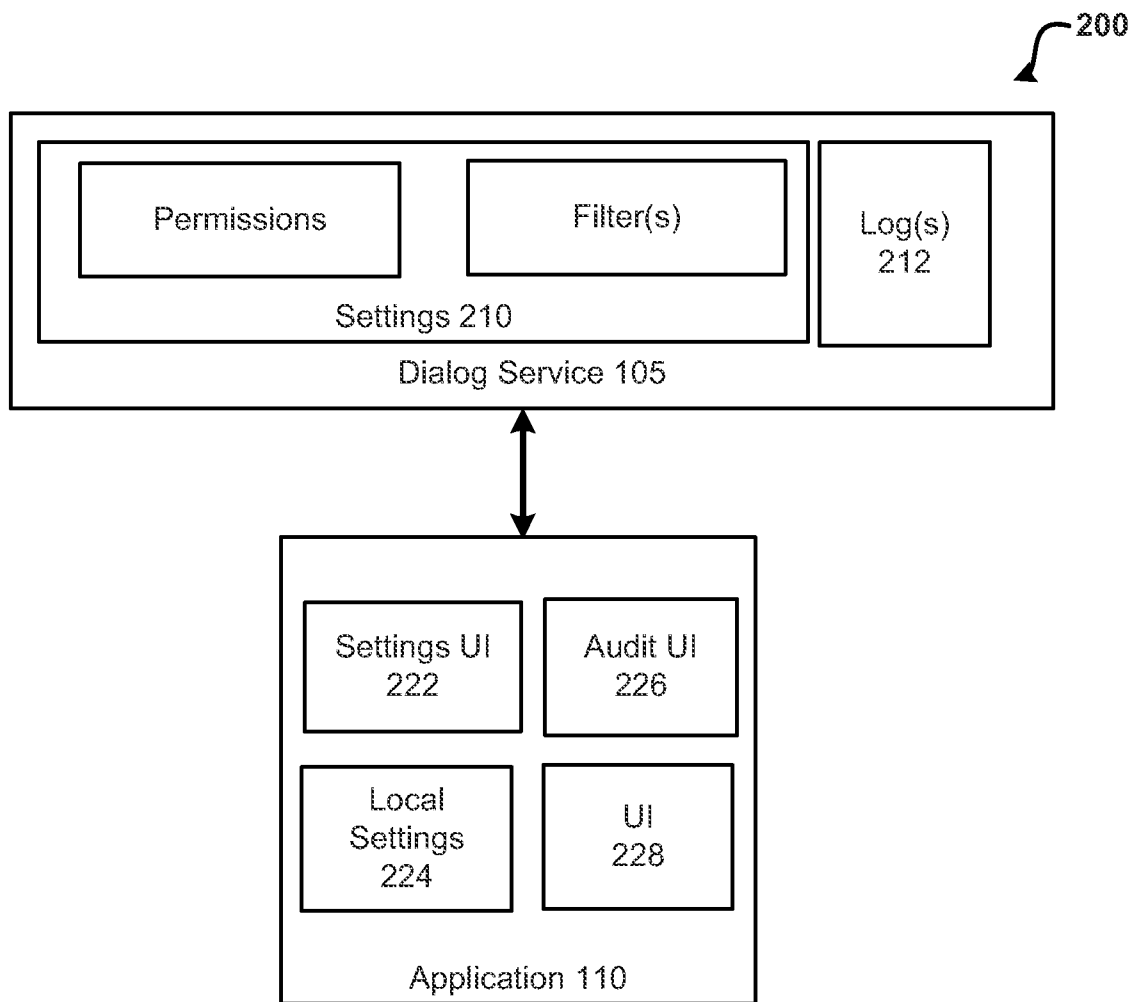 200
Permissions
Filter(s)
Log(s)
212
Settings 210
Dialog Service 105
Settings UI
222
Audit UI
226
Local
Settings
224
UI
228
Application 110